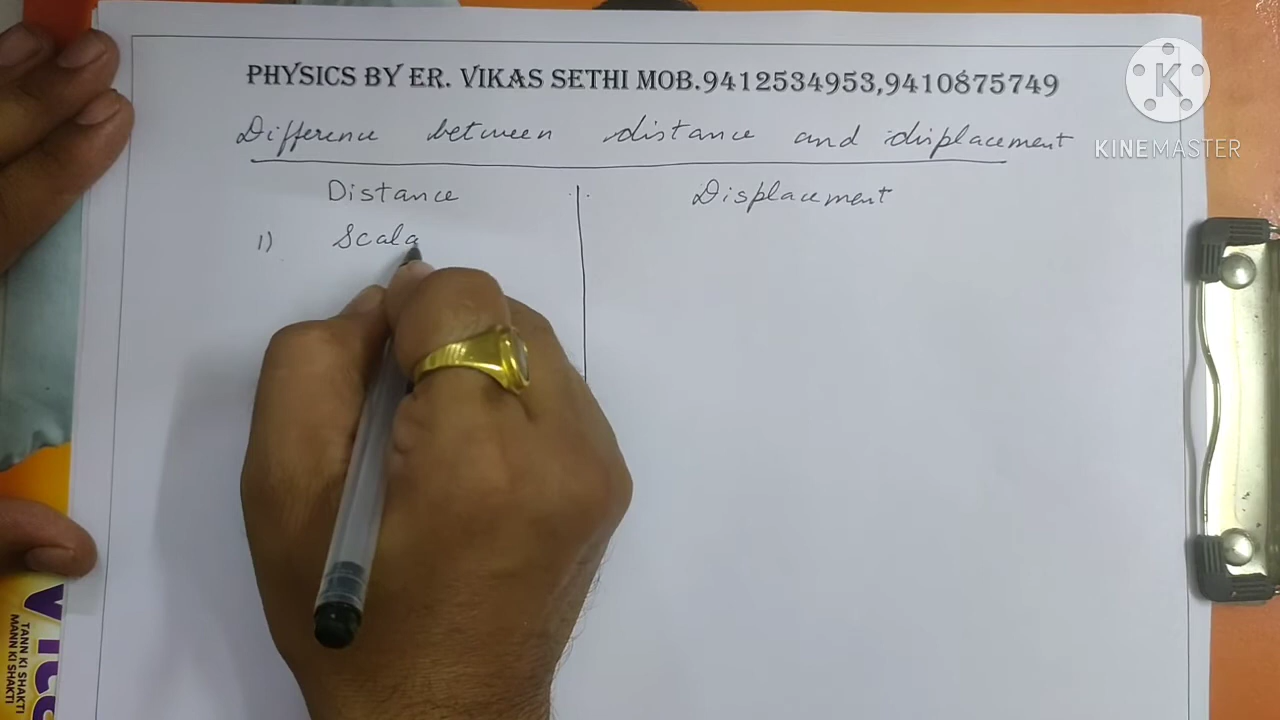 PHYSICS BY ER. VIKAS SETHI MOB.9412534953,9410875749
K
KINEMASTER
Difference between distance and displacement
Distance
Displacement
1) Scala
TANN KI SHAKTI
MANN KI SHAKTI